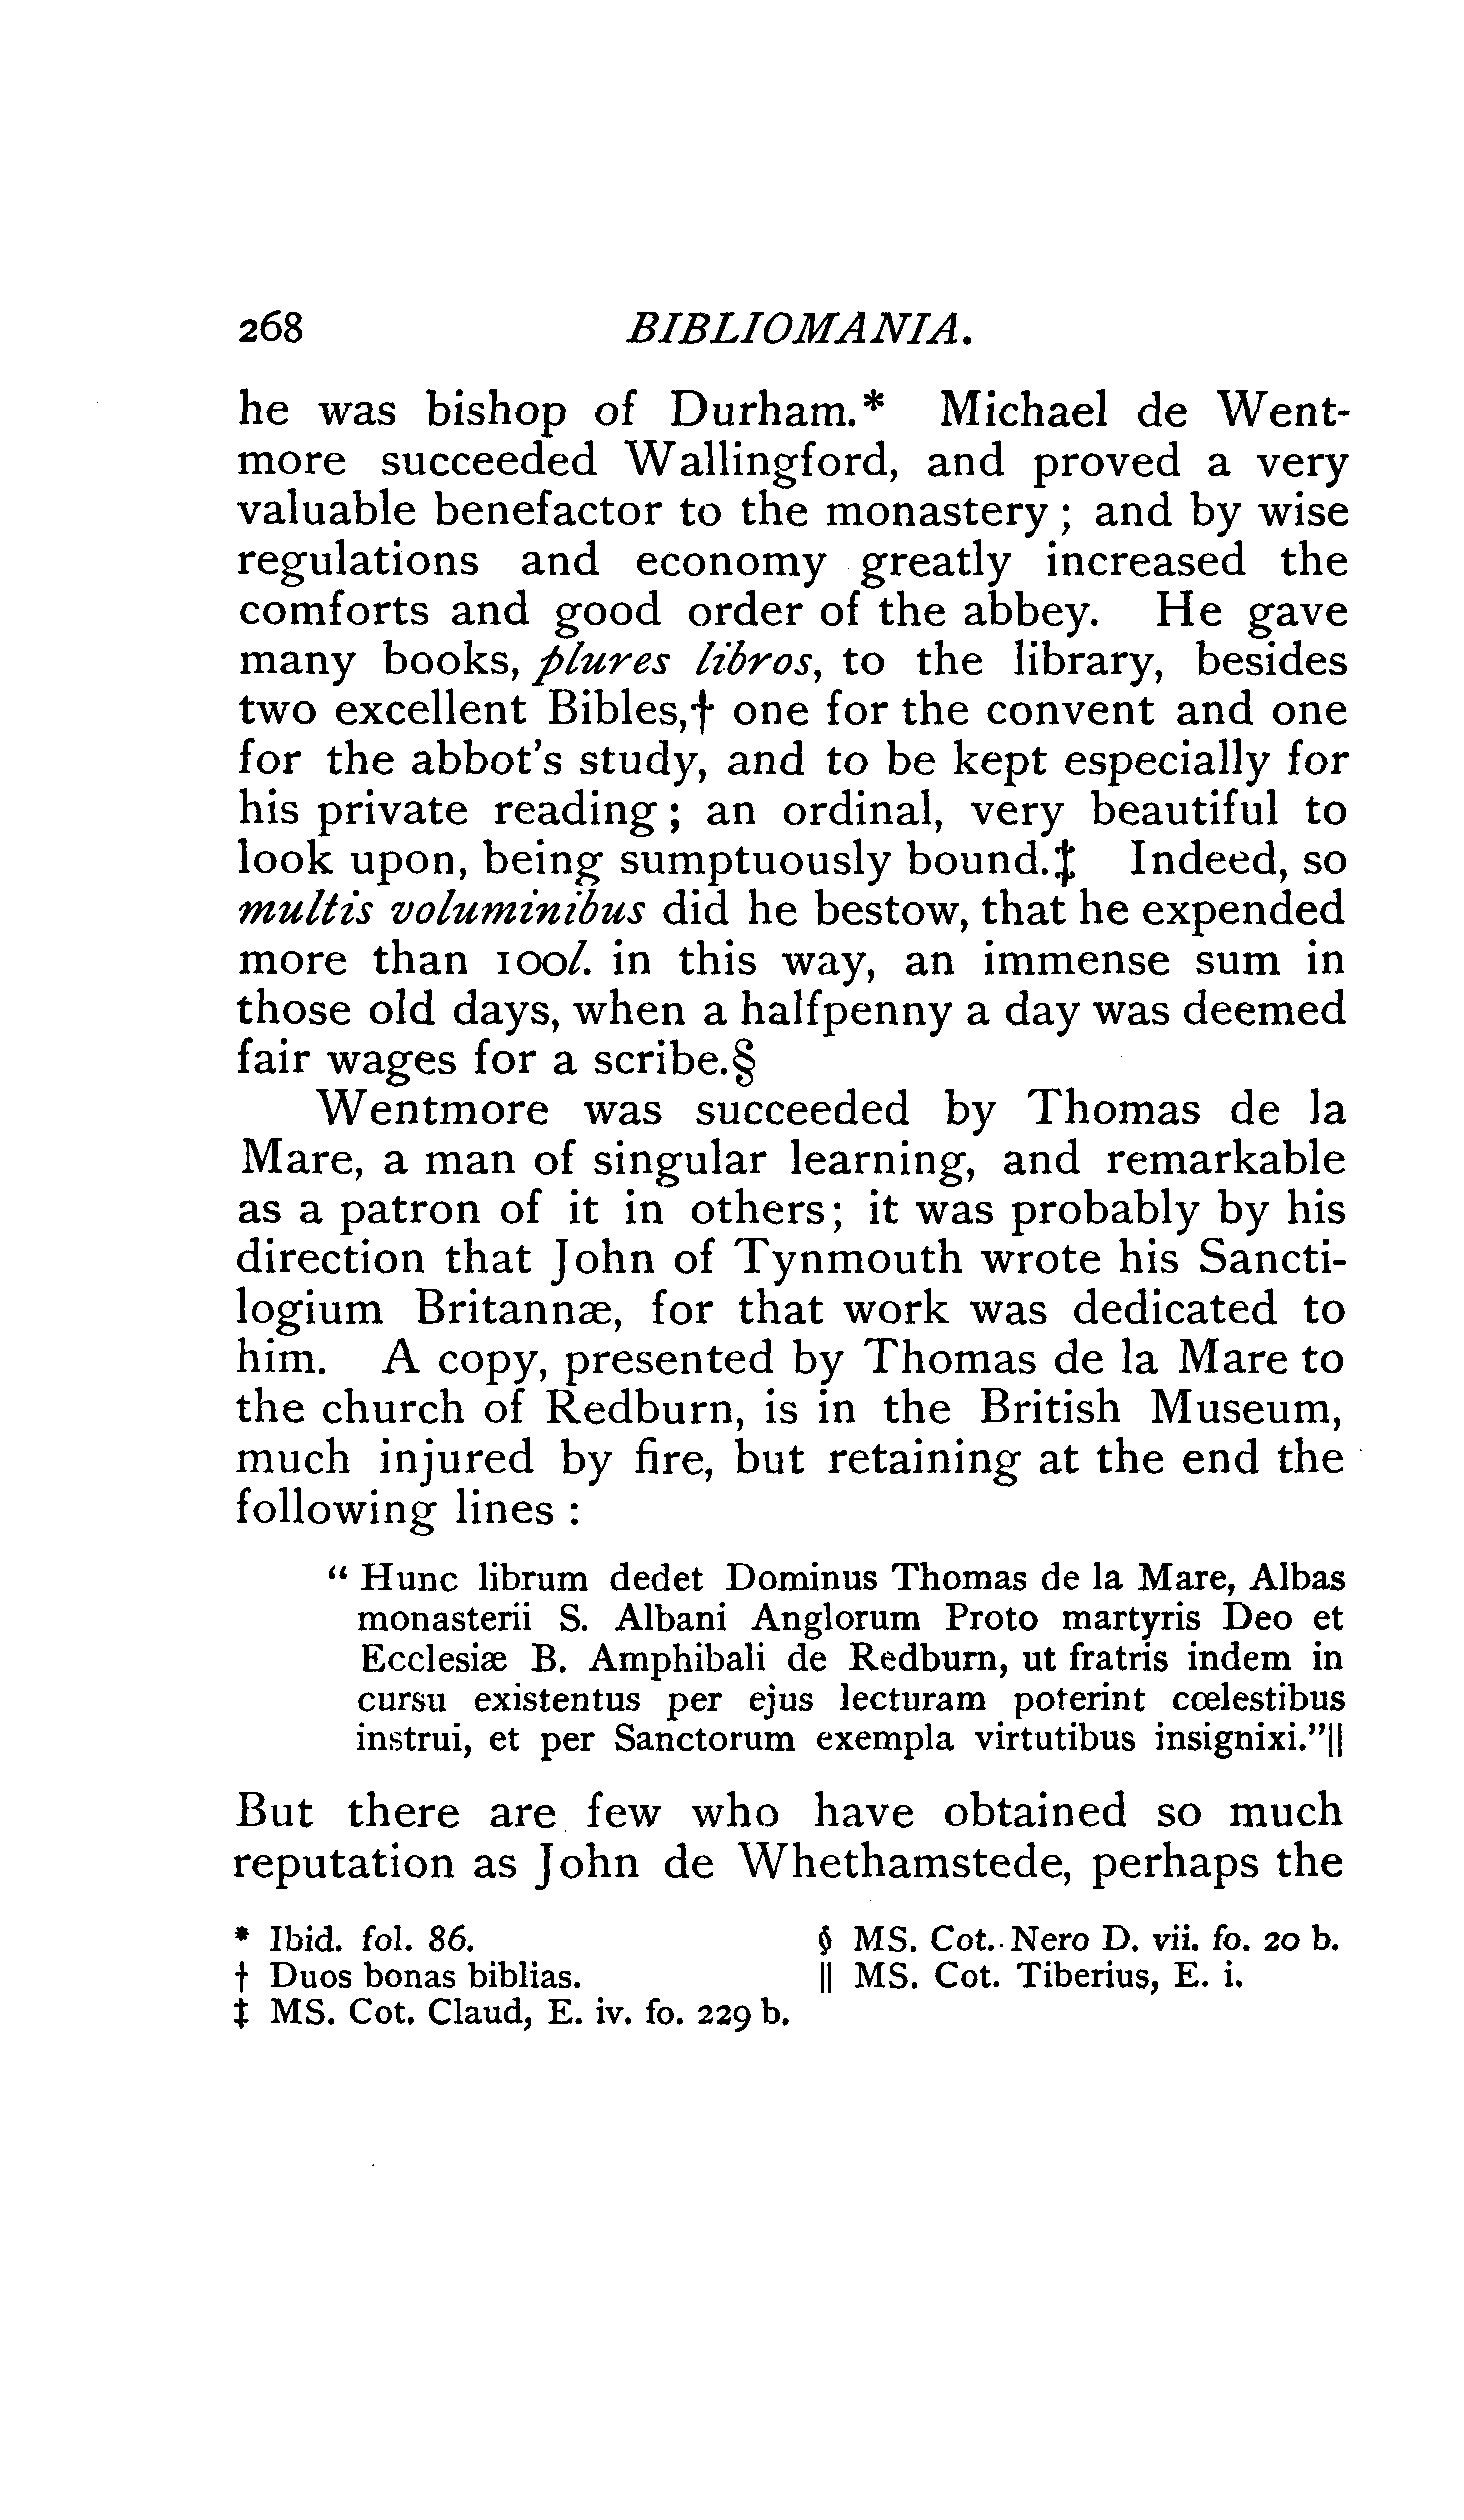 268 BIBLIOMANIA.
he was bishop of Durham.* Michael de Went-
more succeeded Wallingford, and proved a very
valuable benefactor to the monastery ; and by wise
regulations and economy greatly increased the
comforts and good order of the abbey. He gave
many books, plures libros, to the library, besides
two excellent Bibles,† one for the convent and one
for the abbot's study, and to be kept especially for
his private reading ; an ordinal, very beautiful to
look upon, being sumptuously bound.‡ Indeed, so
multis voluminibus did he bestow, that he expended
more than 100l. in this way, an immense sum in
those old days, when a halfpenny a day was deemed
fair wages for a scribe.§
Wentmore was succeeded by Thomas de la
Mare, a man of singular learning, and remarkable
as a patron of it in others; it was probably by his
direction that John of Tynmouth wrote his Sancti-
logium Britannæ, for that work was dedicated to
him. A copy, presented by Thomas de la Mare to
the church of Redburn, is in the British Museum,
much injured by fire, but retaining at the end the
following lines :
“ Hunc librum dedet Dominus Thomas de la Mare, Albas
monasterii S. Albani Anglorum Proto martyris Deo et
Ecclesiæ B. Amphibali de Redburn, ut fratris indem in
cursu existentus per ejus lecturam poterint cœlestibus
instrui, et per Sanctorum exempla virtutibus insignixi.”||
But there are few who have obtained so much
reputation as John de Whethamstede, perhaps the
* Ibid. fol. 86.
† Duos bonas biblias.
‡ MS. Cot. Claud, E. iv. fo. 229 b.
§ MS. Cot. Nero D. vii. fo. 20 b.
|| MS. Cot. Tiberius, E. i.